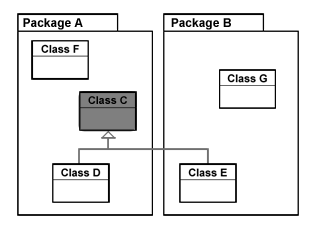 Package A
Package B
Class F
Class G
Class C
Class D
Class E